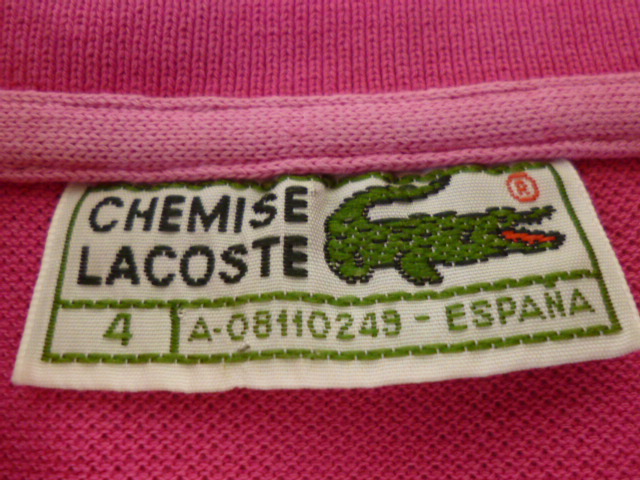 CHEMISE
LACOSTE
®
4 A-08110249 - ESPAÑA